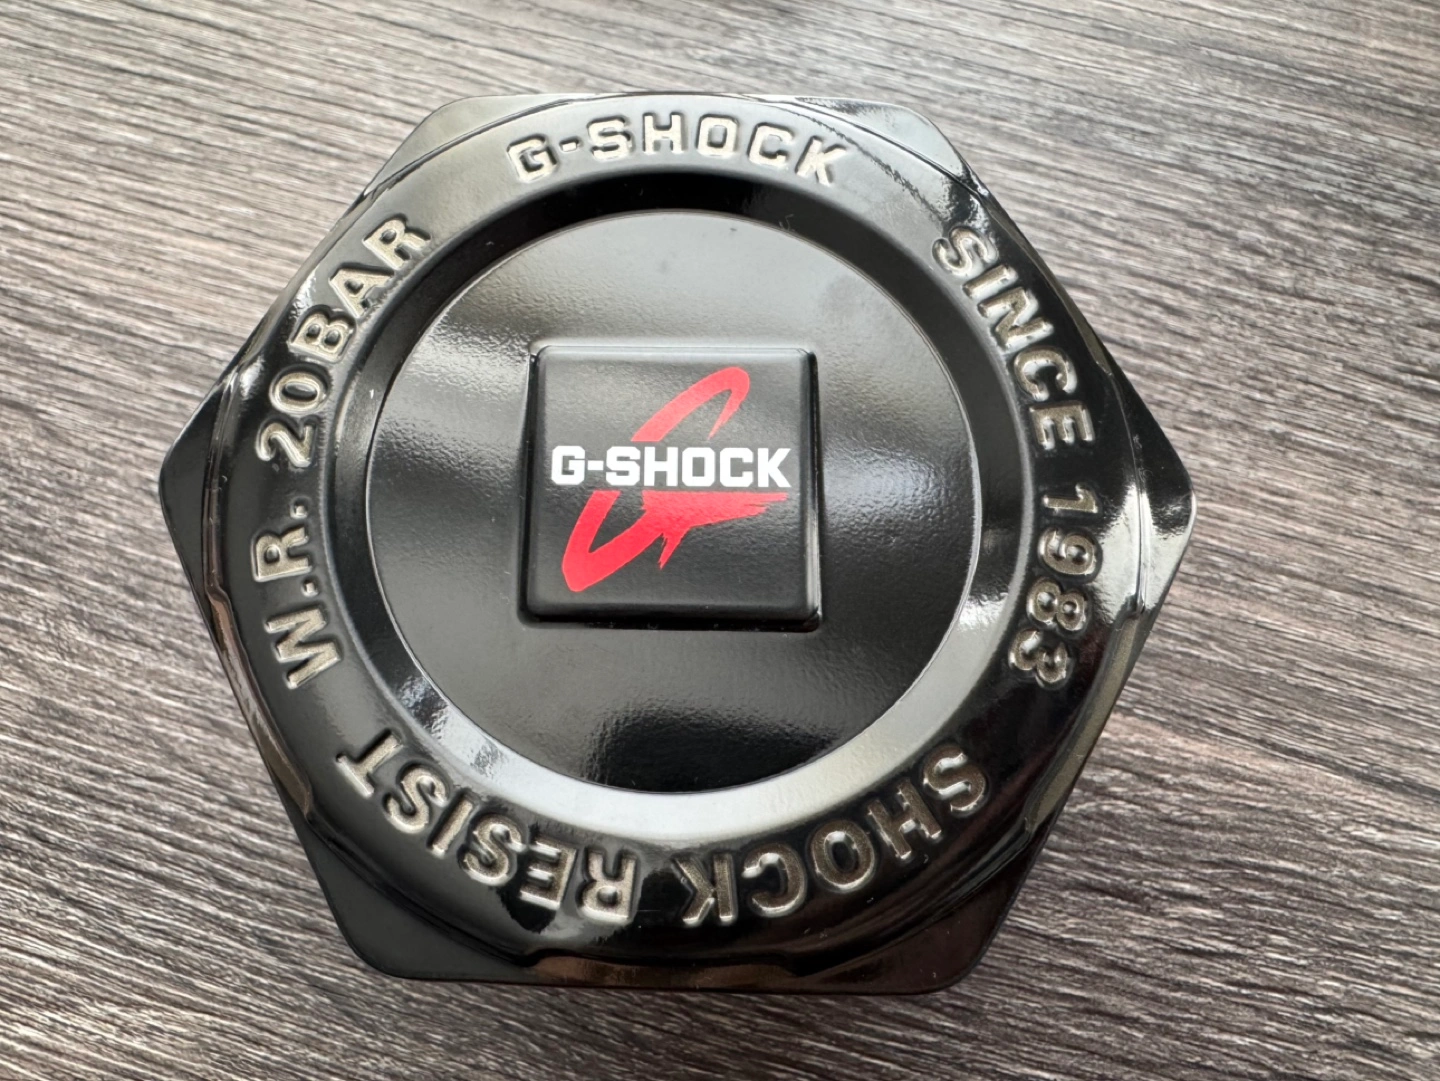 G-SHOCK
SINCE 1983
SHOCK RESIST
W.R. 20BAR
G-SHOCK